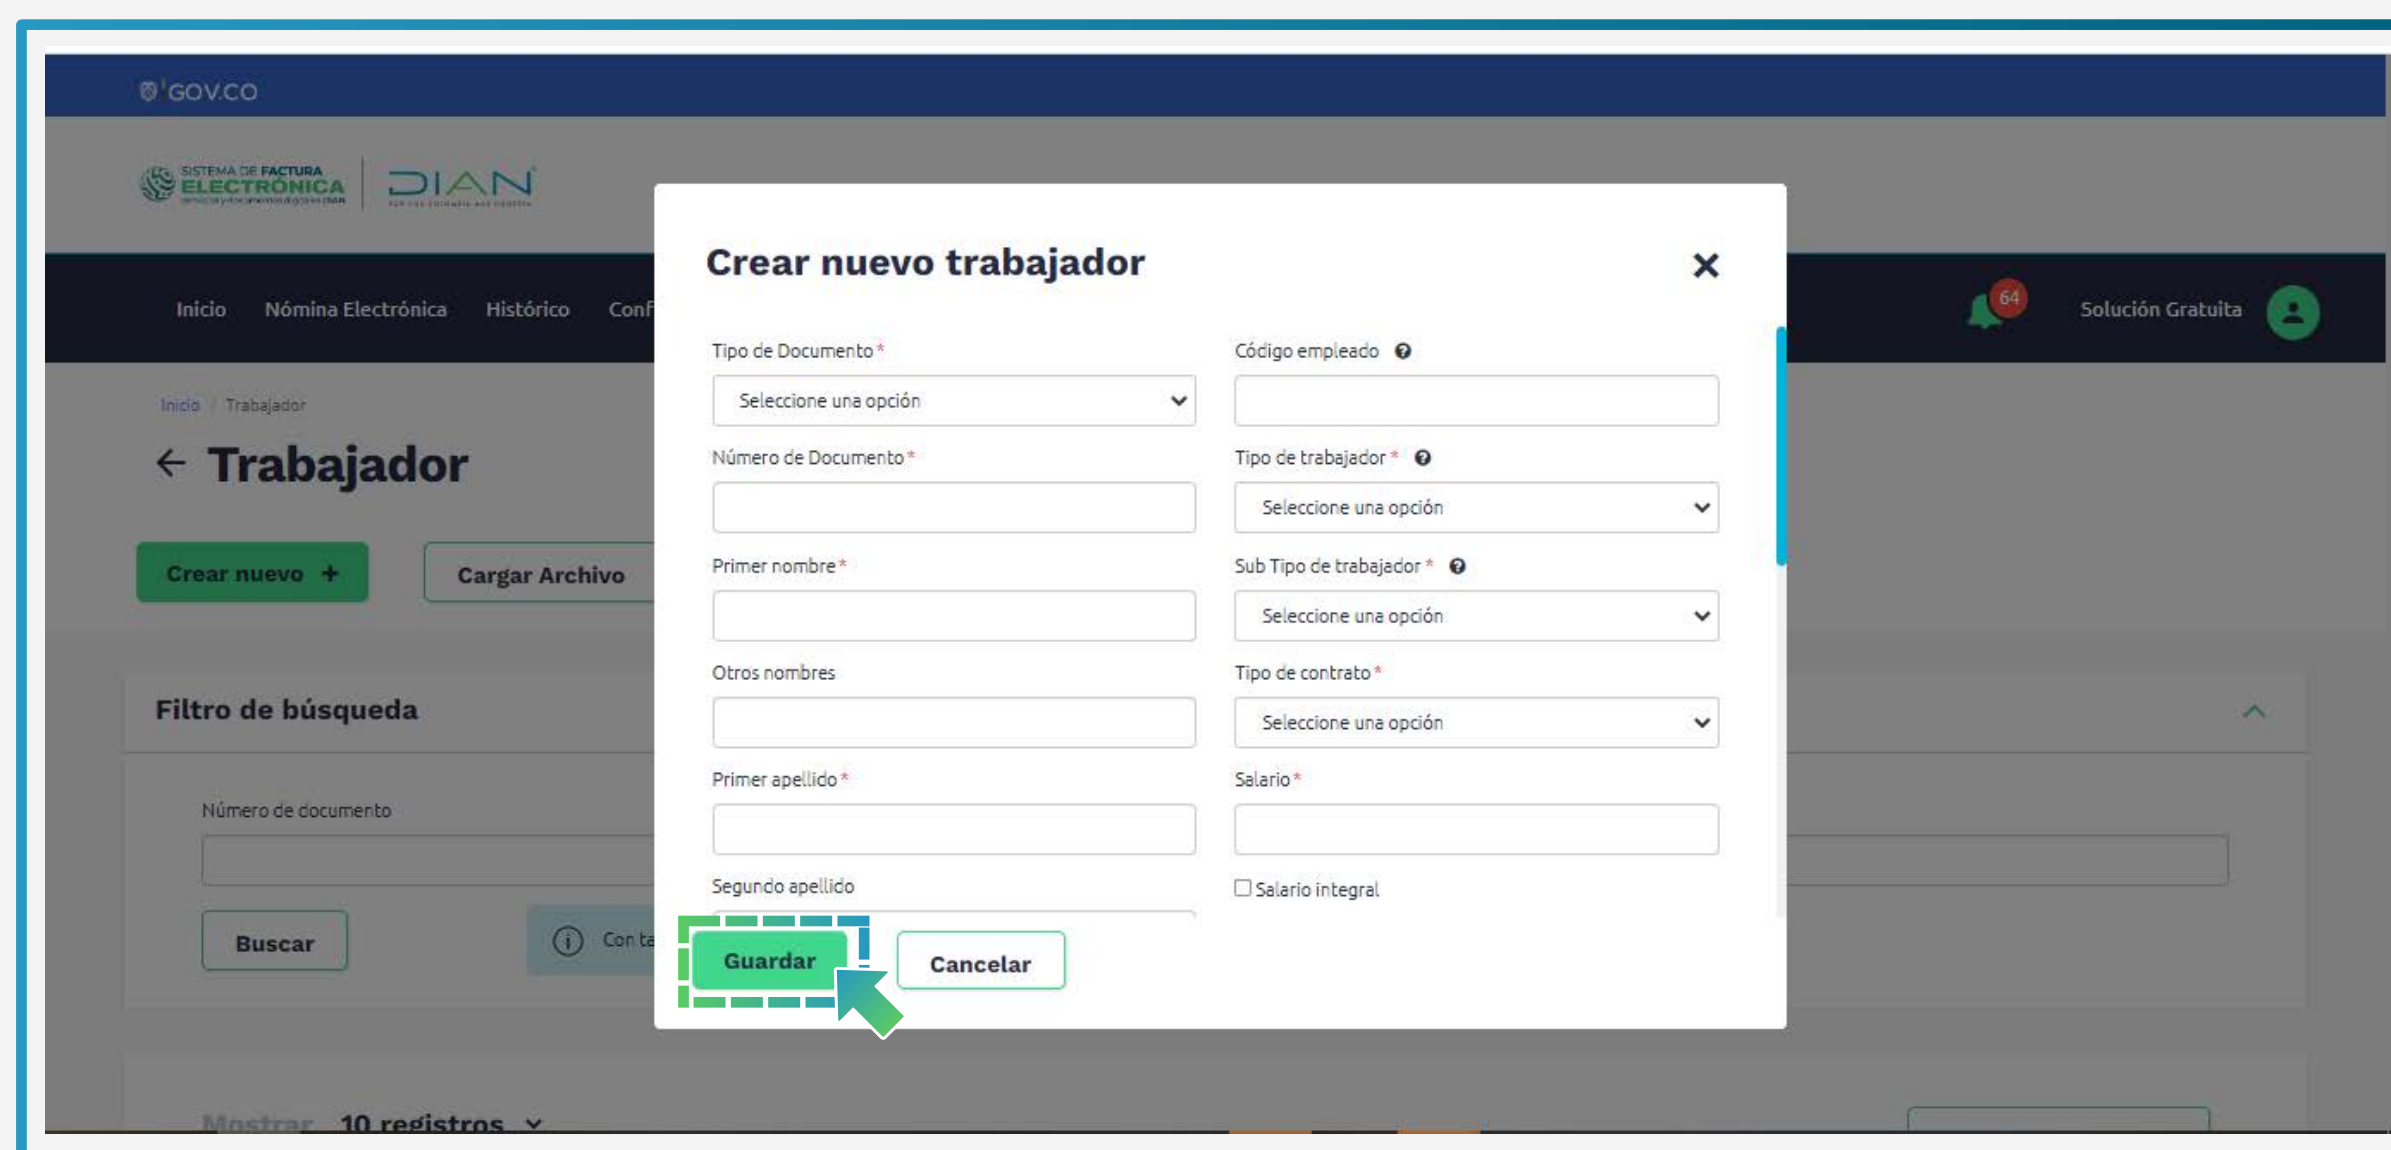 GOV.CO
SISTEMA DE FACTURA
ELECTRÓNICA
DIAN
Inicio Nómina Electrónica Histórico Conf
64
Solución Gratuita
Inicio / Trabajador
← Trabajador
Crear nuevo +
Cargar Archivo
Filtro de búsqueda
Número de documento
Buscar
Con ta
Mostrar 10 registros
Crear nuevo trabajador
Tipo de Documento *
Seleccione una opción
Código empleado
Número de Documento *
Tipo de trabajador *
Seleccione una opción
Primer nombre *
Sub Tipo de trabajador *
Seleccione una opción
Otros nombres
Tipo de contrato *
Seleccione una opción
Primer apellido *
Salario *
Segundo apellido
Salario integral
Guardar
Cancelar